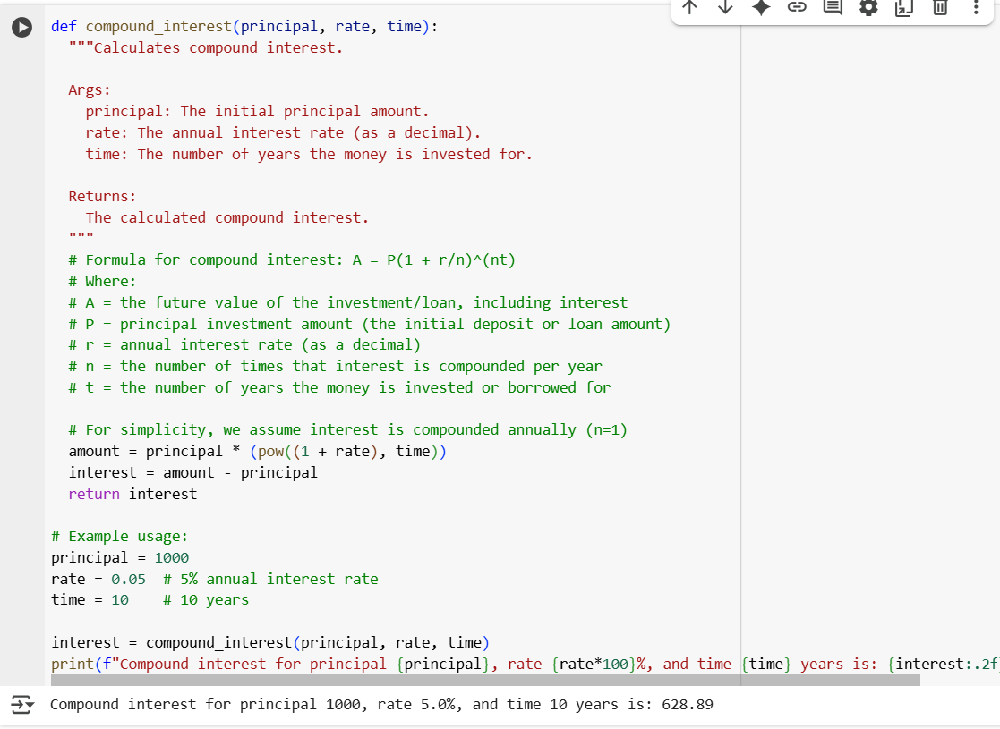 def compound_interest(principal, rate, time):
  """Calculates compound interest.

  Args:
    principal: The initial principal amount.
    rate: The annual interest rate (as a decimal).
    time: The number of years the money is invested for.

  Returns:
    The calculated compound interest.
  """
  # Formula for compound interest: A = P(1 + r/n)^(nt)
  # Where:
  # A = the future value of the investment/loan, including interest
  # P = principal investment amount (the initial deposit or loan amount)
  # r = annual interest rate (as a decimal)
  # n = the number of times that interest is compounded per year
  # t = the number of years the money is invested or borrowed for

  # For simplicity, we assume interest is compounded annually (n=1)
  amount = principal * (pow((1 + rate), time))
  interest = amount - principal
  return interest

# Example usage:
principal = 1000
rate = 0.05  # 5% annual interest rate
time = 10    # 10 years

interest = compound_interest(principal, rate, time)
print(f"Compound interest for principal {principal}, rate {rate*100}%, and time {time} years is: {interest:.2f
Compound interest for principal 1000, rate 5.0%, and time 10 years is: 628.89